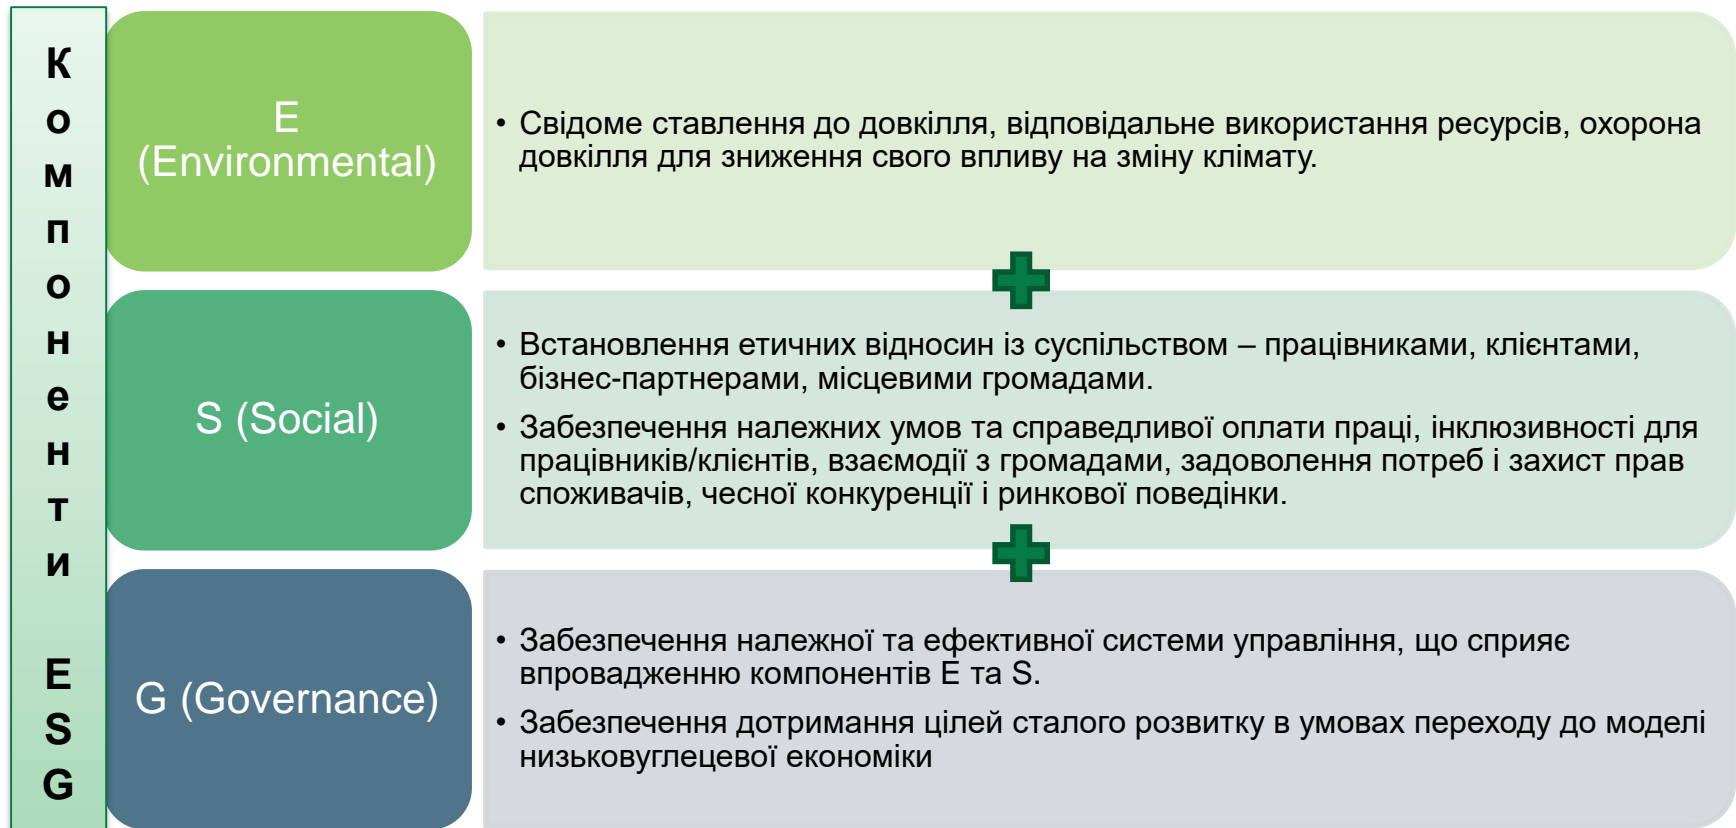 Компоненти ESG
E
(Environmental)
• Свідоме ставлення до довкілля, відповідальне використання ресурсів, охорона
довкілля для зниження свого впливу на зміну клімату.
S (Social)
• Встановлення етичних відносин із суспільством – працівниками, клієнтами,
бізнес-партнерами, місцевими громадами.
• Забезпечення належних умов та справедливої оплати праці, інклюзивності для
працівників/клієнтів, взаємодії з громадами, задоволення потреб і захист прав
споживачів, чесної конкуренції і ринкової поведінки.
G (Governance)
• Забезпечення належної та ефективної системи управління, що сприяє
впровадженню компонентів E та S.
• Забезпечення дотримання цілей сталого розвитку в умовах переходу до моделі
низьковуглецевої економіки